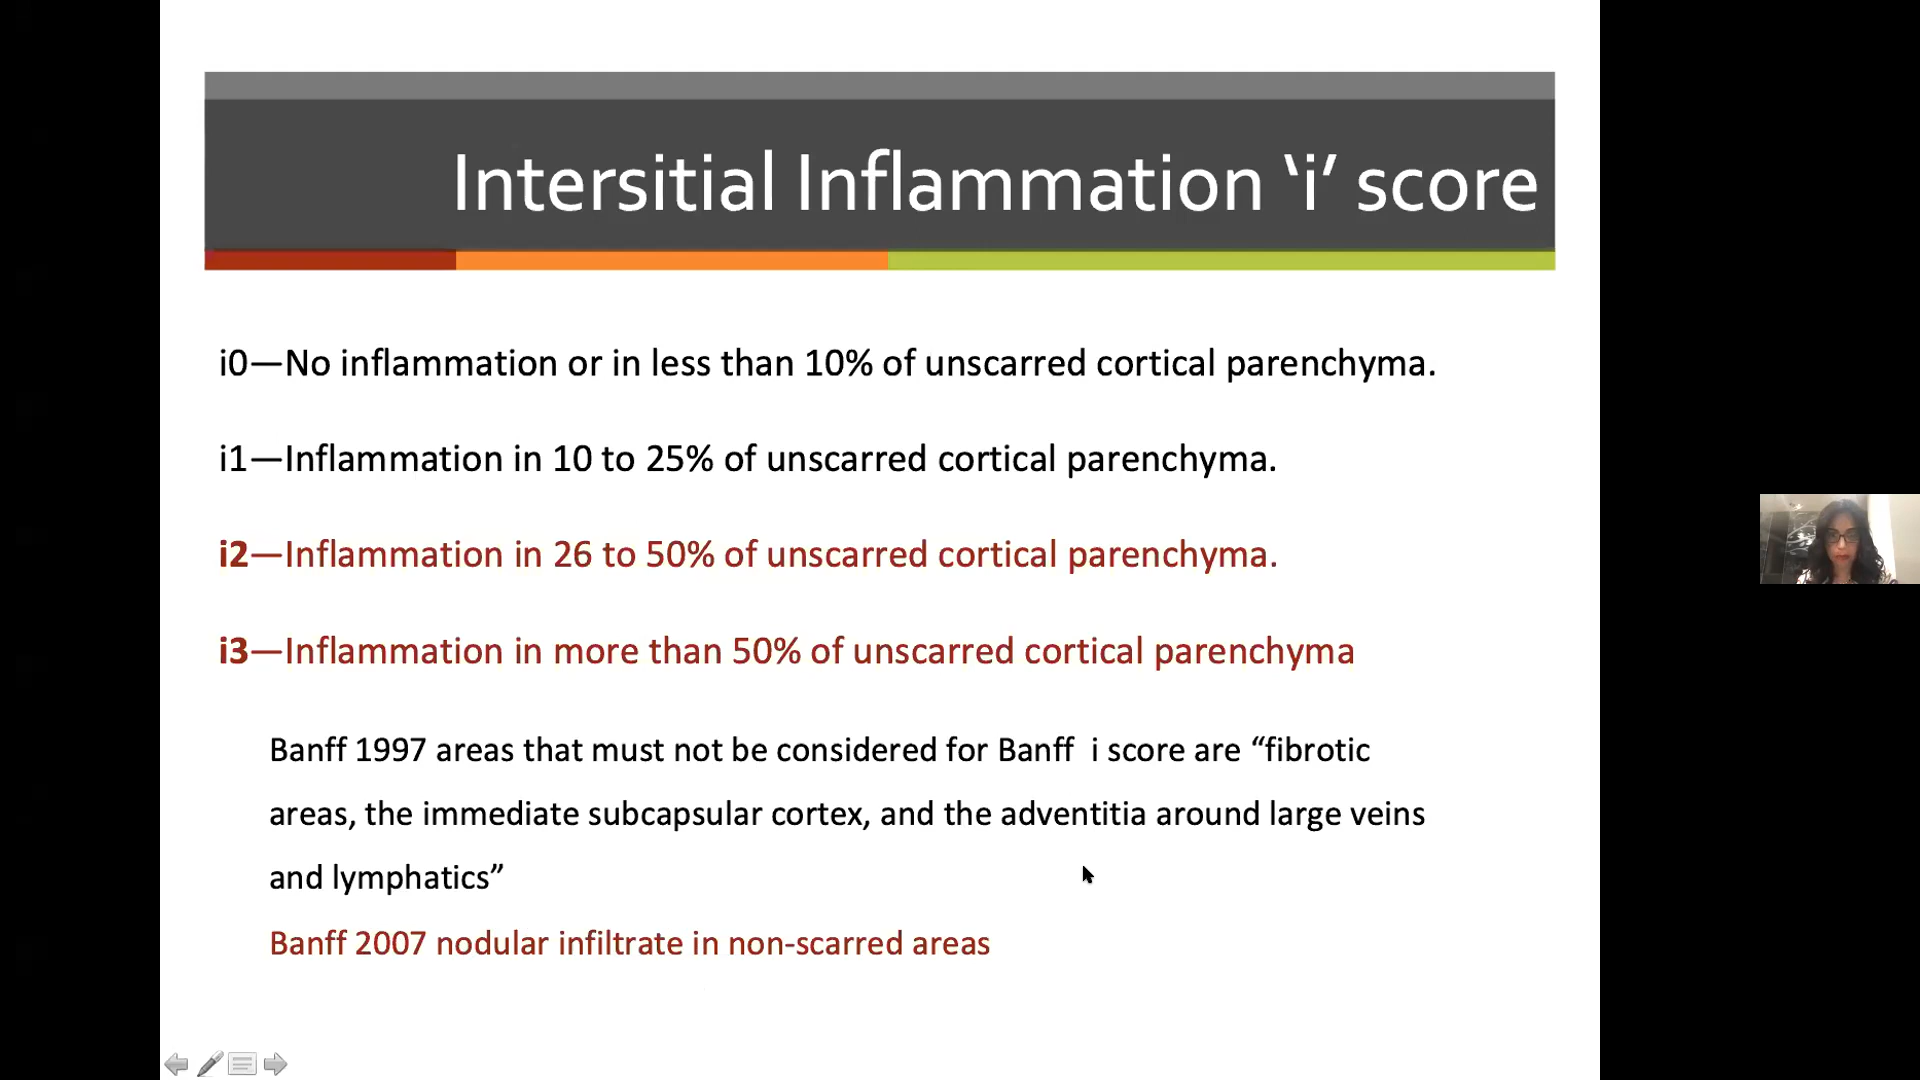 Intersitial Inflammation ‘i’ score
i0—No inflammation or in less than 10% of unscarred cortical parenchyma.
i1—Inflammation in 10 to 25% of unscarred cortical parenchyma.
i2—Inflammation in 26 to 50% of unscarred cortical parenchyma.
i3—Inflammation in more than 50% of unscarred cortical parenchyma
Banff 1997 areas that must not be considered for Banff  i score are “fibrotic
areas, the immediate subcapsular cortex, and the adventitia around large veins
and lymphatics”
Banff 2007 nodular infiltrate in non-scarred areas